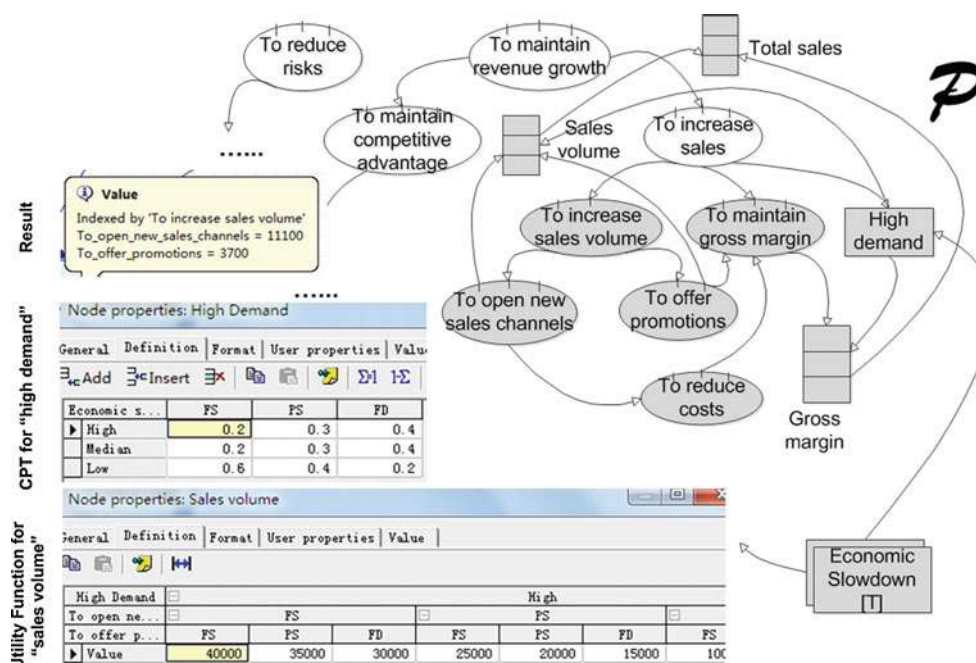 To reduce
risks
To maintain
revenue growth
Total sales
P
To maintain
competitive
advantage
Sales
volume
To increase
sales
......
Result
Value
Indexed by 'To increase sales volume'
To_open_new_sales_channels = 11100
To_offer_promotions = 3700
To increase
sales volume
To maintain
gross margin
High
demand
......
To open new
sales channels
To offer
promotions
To reduce
costs
Gross
margin
Economic
Slowdown
[T]
CPT for “high demand”
Node properties: High Demand
General Definition Format User properties
Add Insert
Economic s... FS PS FD
High 0.2 0.3 0.4
Median 0.2 0.3 0.4
Low 0.6 0.4 0.2
Utility Function for
“sales volume”
Node properties: Sales volume
General Definition Format User properties Value
High Demand High
To open ne... FS PS
To offer p... FS PS FD FS PS FD FS
Value 40000 35000 30000 25000 20000 15000 100